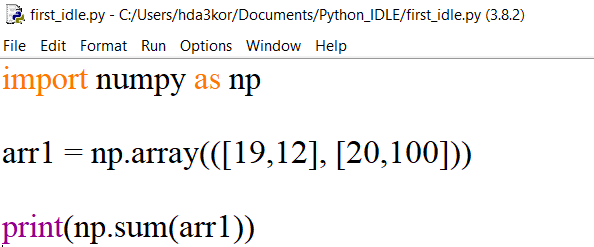 first_idle.py - C:/Users/hda3kor/Documents/Python_IDLE/first_idle.py (3.8.2)
File Edit Format Run Options Window Help
import numpy as np
arr1 = np.array(([19,12], [20,100]))
print(np.sum(arr1))